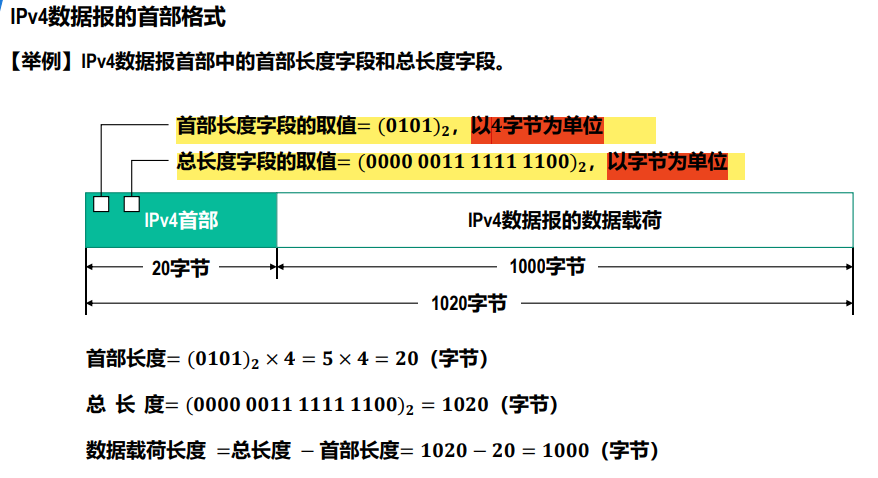 IPv4数据报的首部格式
【举例】IPv4数据报首部中的首部长度字段和总长度字段。
首部长度字段的取值= (0101)₂，以4字节为单位
总长度字段的取值= (0000 0011 1111 1100)₂，以字节为单位
IPv4首部 IPv4数据报的数据载荷
20字节 1000字节
1020字节
首部长度= (0101)₂ × 4 = 5 × 4 = 20（字节）
总 长 度= (0000 0011 1111 1100)₂ = 1020（字节）
数据载荷长度 =总长度 − 首部长度= 1020 − 20 = 1000（字节）